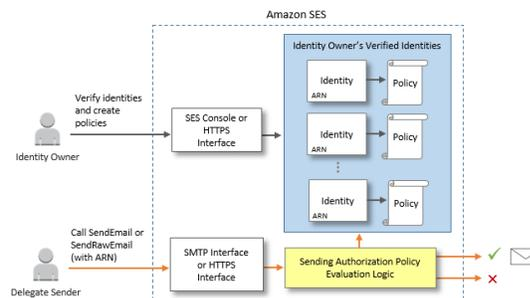 Amazon SES
Identity Owner's Verified Identities
Identity
ARN
Policy
Verify identities
and create
policies
SES Console or
HTTPS
Interface
Identity Owner
Identity
ARN
Policy
Identity
ARN
Policy
Call SendEmail or
SendRawEmail
(with ARN)
SMTP Interface
or HTTPS
Interface
Sending Authorization Policy
Evaluation Logic
Delegate Sender